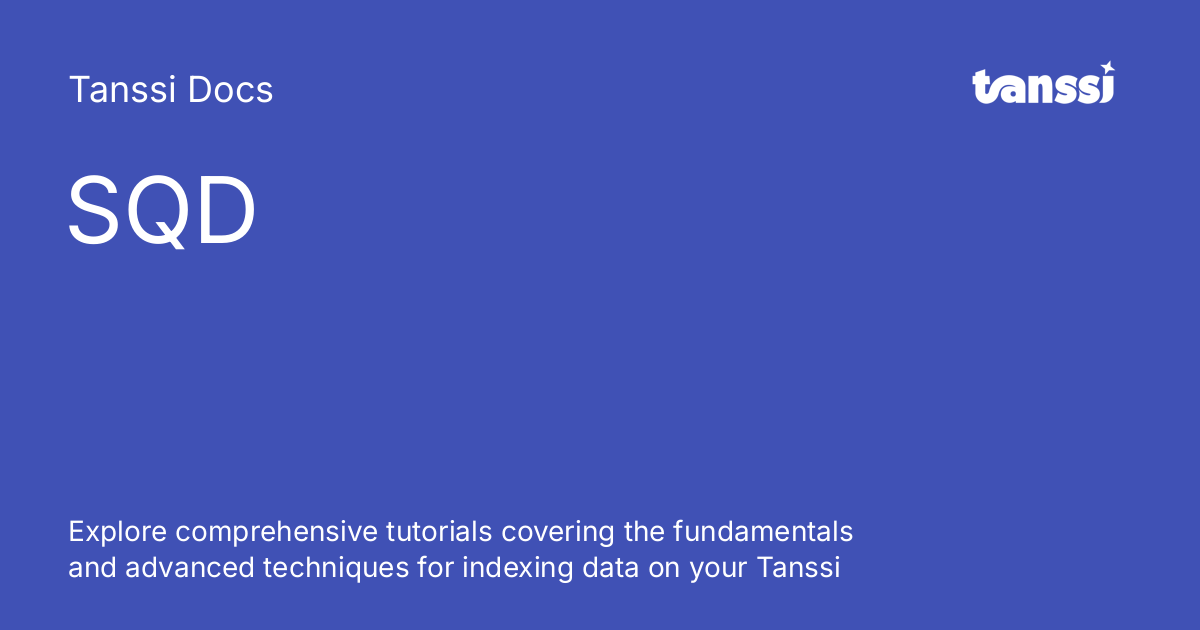 Tanssi Docs
tanssi
SQD
Explore comprehensive tutorials covering the fundamentals
and advanced techniques for indexing data on your Tanssi